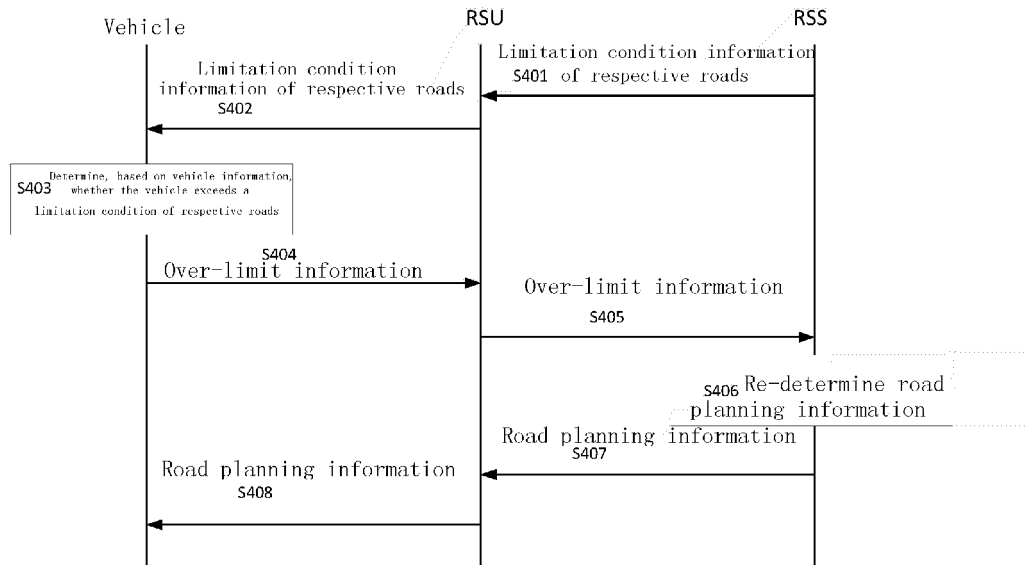 Vehicle
RSU
RSS
Limitation condition information
S401 of respective roads
Limitation condition
information of respective roads
S402
Determine, based on vehicle information,
S403 whether the vehicle exceeds a
limitation condition of respective roads
S404
Over-limit information
Over-limit information
S405
S406 Re-determine road
planning information
Road planning information
S407
Road planning information
S408